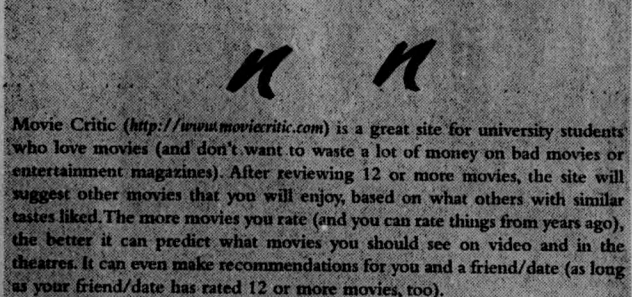 n n
Movie Critic (http://www.moviecritic.com) is a great site for university students
who love movies (and don't want to waste a lot of money on bad movies or
entertainment magazines). After reviewing 12 or more movies, the site will
suggest other movies that you will enjoy, based on what others with similar
tastes liked. The more movies you rate (and you can rate things from years ago),
the better it can predict what movies you should see on video and in the
theatres. It can even make recommendations for you and a friend/date (as long
as your friend/date has rated 12 or more movies, too).